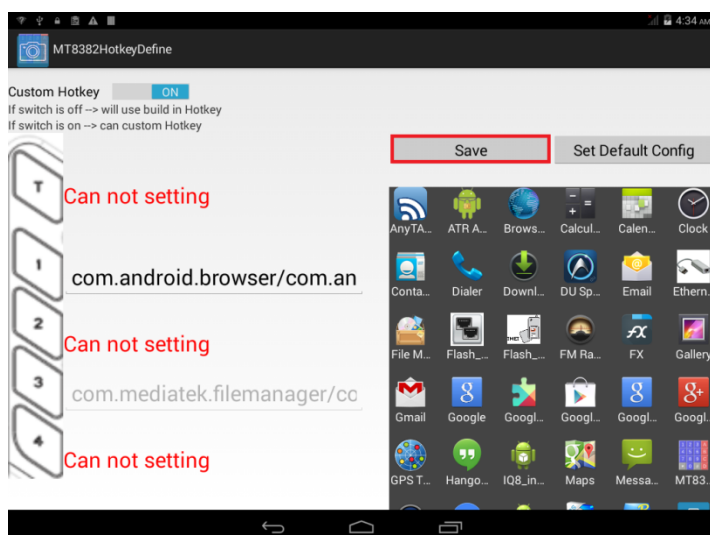 4:34 AM
MT8382HotkeyDefine
Custom Hotkey ON
If switch is off --> will use build in Hotkey
If switch is on --> can custom Hotkey
Save Set Default Config
T Can not setting
1 com.android.browser/com.an
2 Can not setting
3 com.mediatek.filemanager/co
4 Can not setting
AnyTA... ATR A... Brows... Calcul... Calen... Clock
Conta... Dialer Downl... DU Sp... Email Ethern.
File M... Flash_... Flash_... FM Ra... FX Gallery
Gmail Google Googl... Googl... Googl... Googl.
GPS T... Hango... IQ8_in... Maps Messa... MT83.